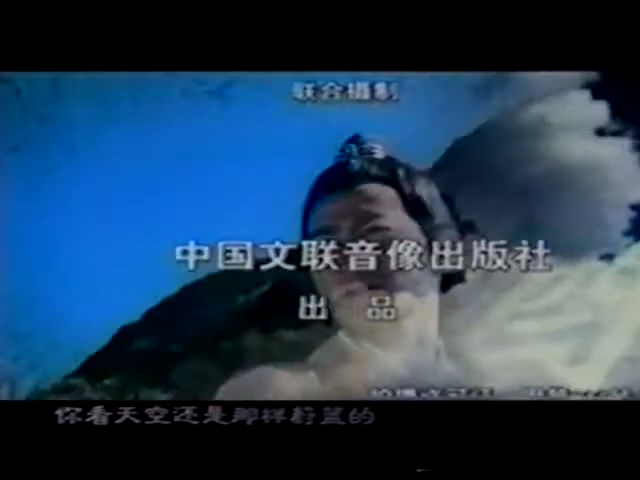 联合摄制
中国文联音像出版社
出 品
你看天空还是那样蔚蓝的